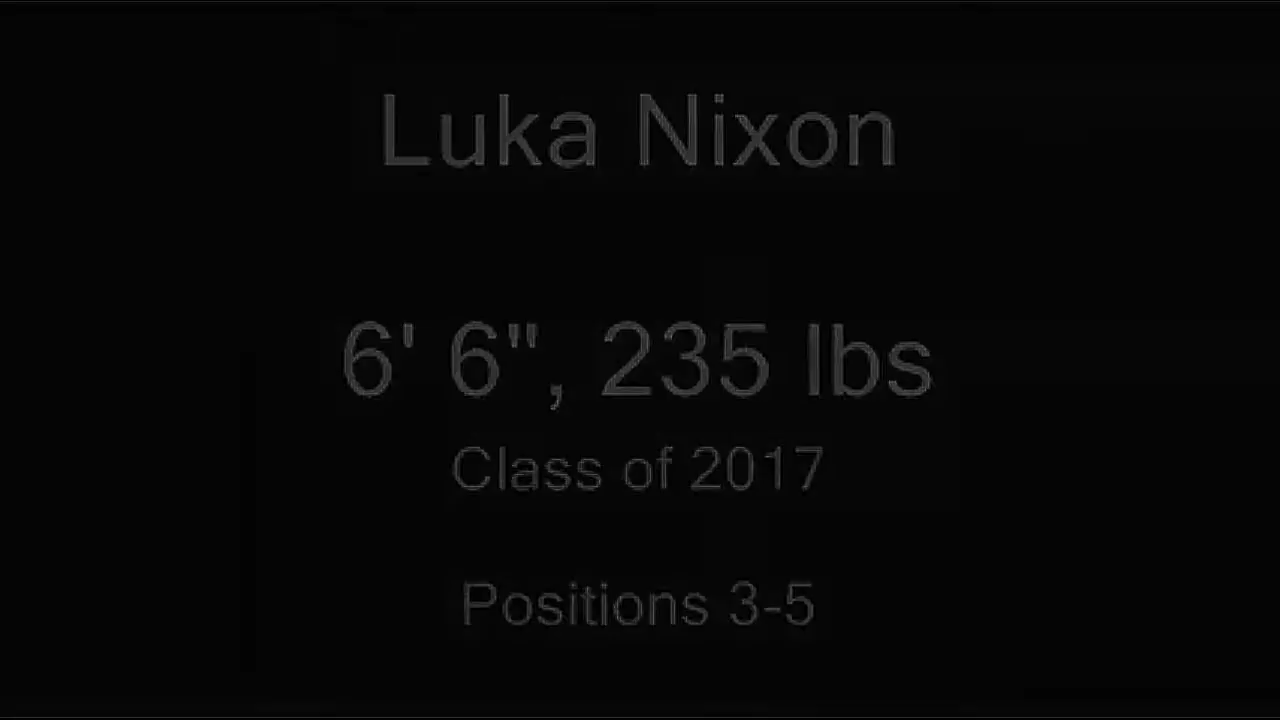 Luka Nixon
6' 6", 235 lbs
Class of 2017
Positions 3-5